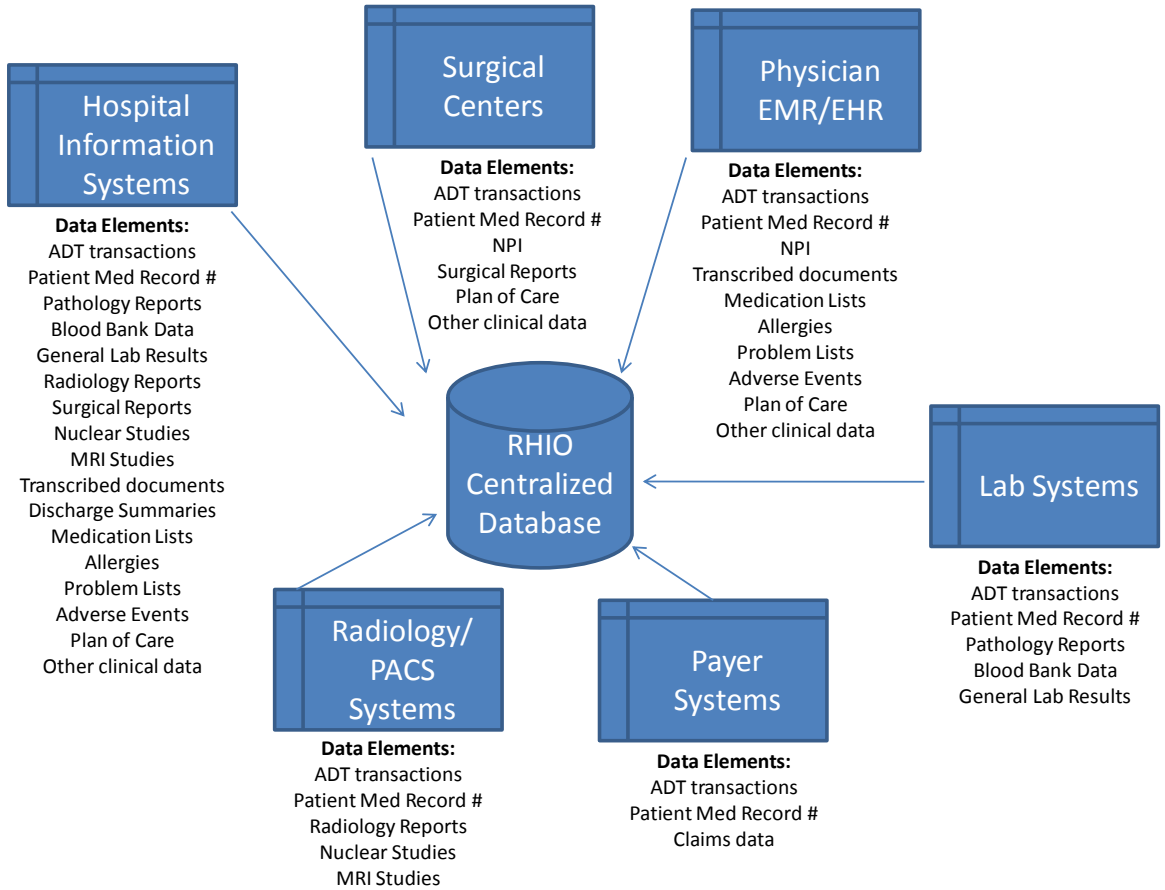 Hospital
Information
Systems
Data Elements:
ADT transactions
Patient Med Record #
Pathology Reports
Blood Bank Data
General Lab Results
Radiology Reports
Surgical Reports
Nuclear Studies
MRI Studies
Transcribed documents
Discharge Summaries
Medication Lists
Allergies
Problem Lists
Adverse Events
Plan of Care
Other clinical data
Surgical
Centers
Data Elements:
ADT transactions
Patient Med Record #
NPI
Surgical Reports
Plan of Care
Other clinical data
Physician
EMR/EHR
Data Elements:
ADT transactions
Patient Med Record #
NPI
Transcribed documents
Medication Lists
Allergies
Problem Lists
Adverse Events
Plan of Care
Other clinical data
RHIO
Centralized
Database
Lab Systems
Data Elements:
ADT transactions
Patient Med Record #
Pathology Reports
Blood Bank Data
General Lab Results
Radiology/
PACS
Systems
Data Elements:
ADT transactions
Patient Med Record #
Radiology Reports
Nuclear Studies
MRI Studies
Payer
Systems
Data Elements:
ADT transactions
Patient Med Record #
Claims data